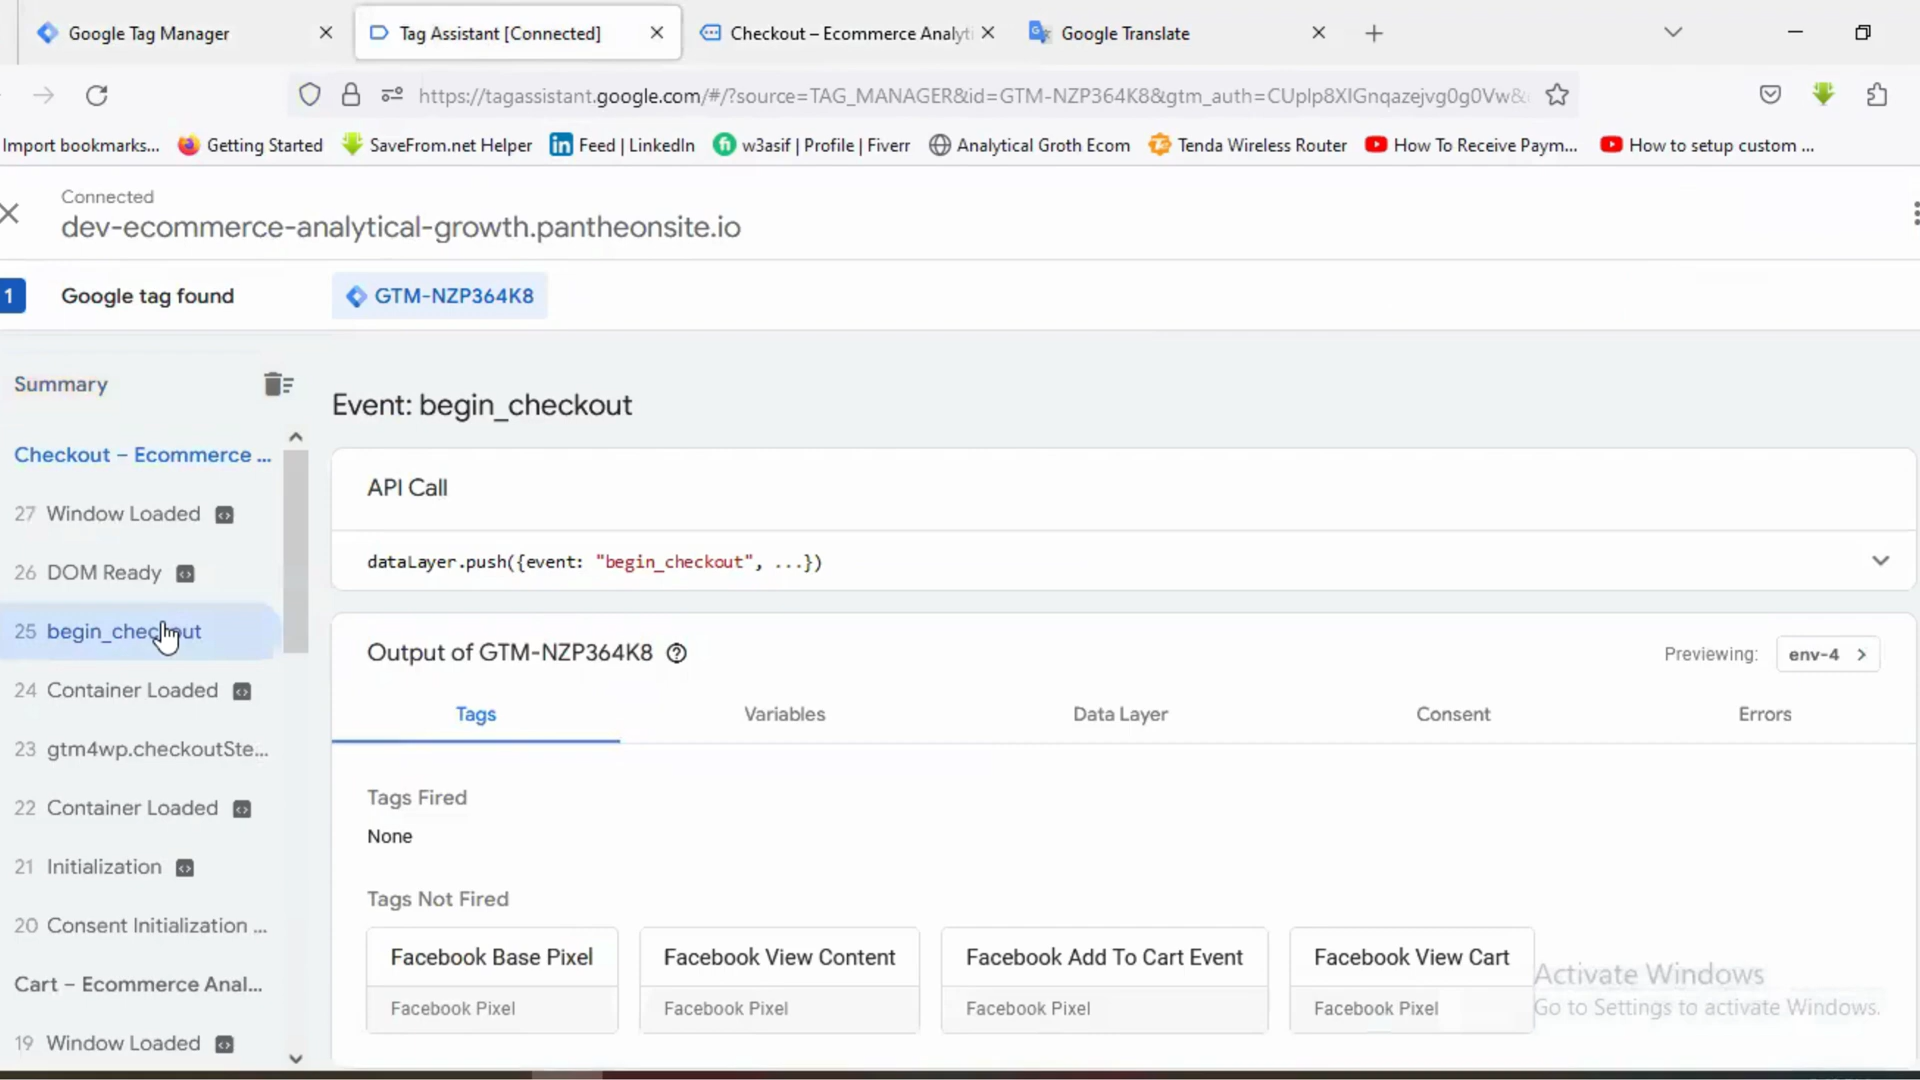 Google Tag Manager
Tag Assistant [Connected]
Checkout – Ecommerce Analyti
Google Translate
https://tagassistant.google.com/#/?source=TAG_MANAGER&id=GTM-NZP364K8&gtm_auth=CUplp8XIGnqazejvg0g0Vw&
Import bookmarks...
Getting Started
SaveFrom.net Helper
Feed | LinkedIn
w3asif | Profile | Fiverr
Analytical Groth Ecom
Tenda Wireless Router
How To Receive Paym...
How to setup custom ...
Connected
dev-ecommerce-analytical-growth.pantheonsite.io
1 Google tag found
GTM-NZP364K8
Summary
Checkout – Ecommerce ...
27 Window Loaded
26 DOM Ready
25 begin_checkout
24 Container Loaded
23 gtm4wp.checkoutSte...
22 Container Loaded
21 Initialization
20 Consent Initialization ...
Cart – Ecommerce Anal...
19 Window Loaded
Event: begin_checkout
API Call
dataLayer.push({event: "begin_checkout", ...})
Output of GTM-NZP364K8
Previewing: env-4
Tags
Variables
Data Layer
Consent
Errors
Tags Fired
None
Tags Not Fired
Facebook Base Pixel
Facebook Pixel
Facebook View Content
Facebook Pixel
Facebook Add To Cart Event
Facebook Pixel
Facebook View Cart
Facebook Pixel
Activate Windows
Go to Settings to activate Windows.